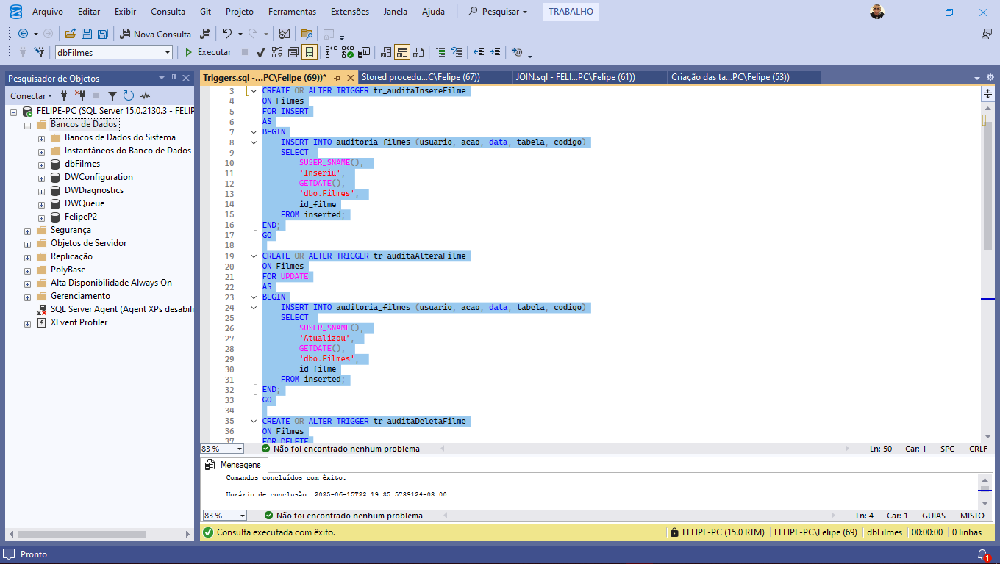 Arquivo Editar Exibir Consulta Git Projeto Ferramentas Extensões Janela Ajuda Pesquisar TRABALHO
Nova Consulta
dbFilmes Executar
Pesquisador de Objetos
Conectar
FELIPE-PC (SQL Server 15.0.2130.3 - FELIP
Bancos de Dados
Bancos de Dados do Sistema
Instantâneos do Banco de Dados
dbFilmes
DWConfiguration
DWDiagnostics
DWQueue
FelipeP2
Segurança
Objetos de Servidor
Replicação
PolyBase
Alta Disponibilidade Always On
Gerenciamento
SQL Server Agent (Agent XPs desabili
XEvent Profiler
Triggers.sql -...PC\Felipe (69))* Stored procedu...C\Felipe (67)) JOIN.sql - FELI...PC\Felipe (61)) Criação das ta...PC\Felipe (53))
3 CREATE OR ALTER TRIGGER tr_auditaInsereFilme
4 ON Filmes
5 FOR INSERT
6 AS
7 BEGIN
8 INSERT INTO auditoria_filmes (usuario, acao, data, tabela, codigo)
9 SELECT
10 SUSER_SNAME(),
11 'Inseriu',
12 GETDATE(),
13 'dbo.Filmes',
14 id_filme
15 FROM inserted;
16 END;
17 GO
18
19 CREATE OR ALTER TRIGGER tr_auditaAlteraFilme
20 ON Filmes
21 FOR UPDATE
22 AS
23 BEGIN
24 INSERT INTO auditoria_filmes (usuario, acao, data, tabela, codigo)
25 SELECT
26 SUSER_SNAME(),
27 'Atualizou',
28 GETDATE(),
29 'dbo.Filmes',
30 id_filme
31 FROM inserted;
32 END;
33 GO
34
35 CREATE OR ALTER TRIGGER tr_auditaDeletaFilme
36 ON Filmes
37 FOR DELETE
83 % Não foi encontrado nenhum problema Ln: 50 Car: 1 SPC CRLF
Mensagens
Comandos concluídos com êxito.
Horário de conclusão: 2025-06-15T22:19:35.5739124-03:00
83 % Não foi encontrado nenhum problema Ln: 4 Car: 1 GUIAS MISTO
Consulta executada com êxito. FELIPE-PC (15.0 RTM) FELIPE-PC\Felipe (69) dbFilmes 00:00:00 0 linhas
Pronto 1